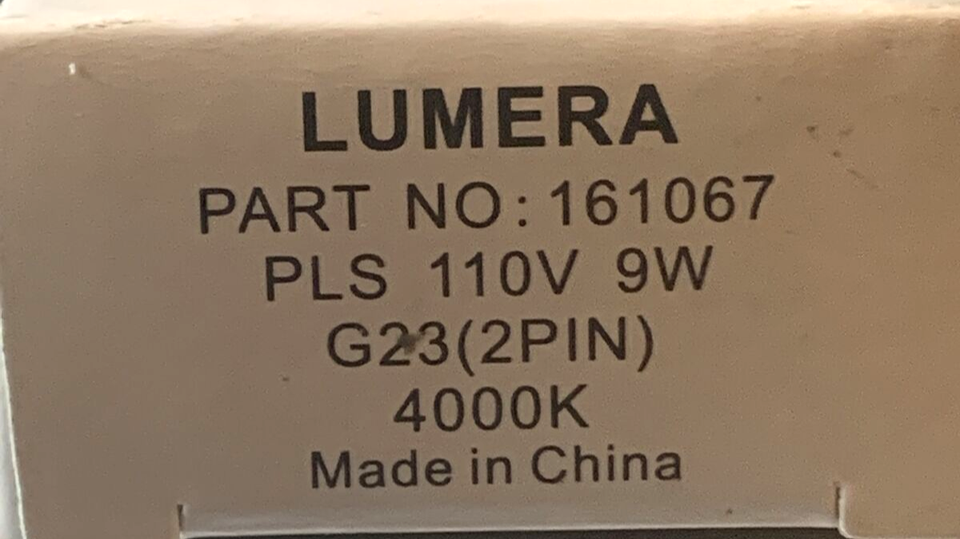 LUMERA
PART NO: 161067
PLS 110V 9W
G23(2PIN)
4000K
Made in China